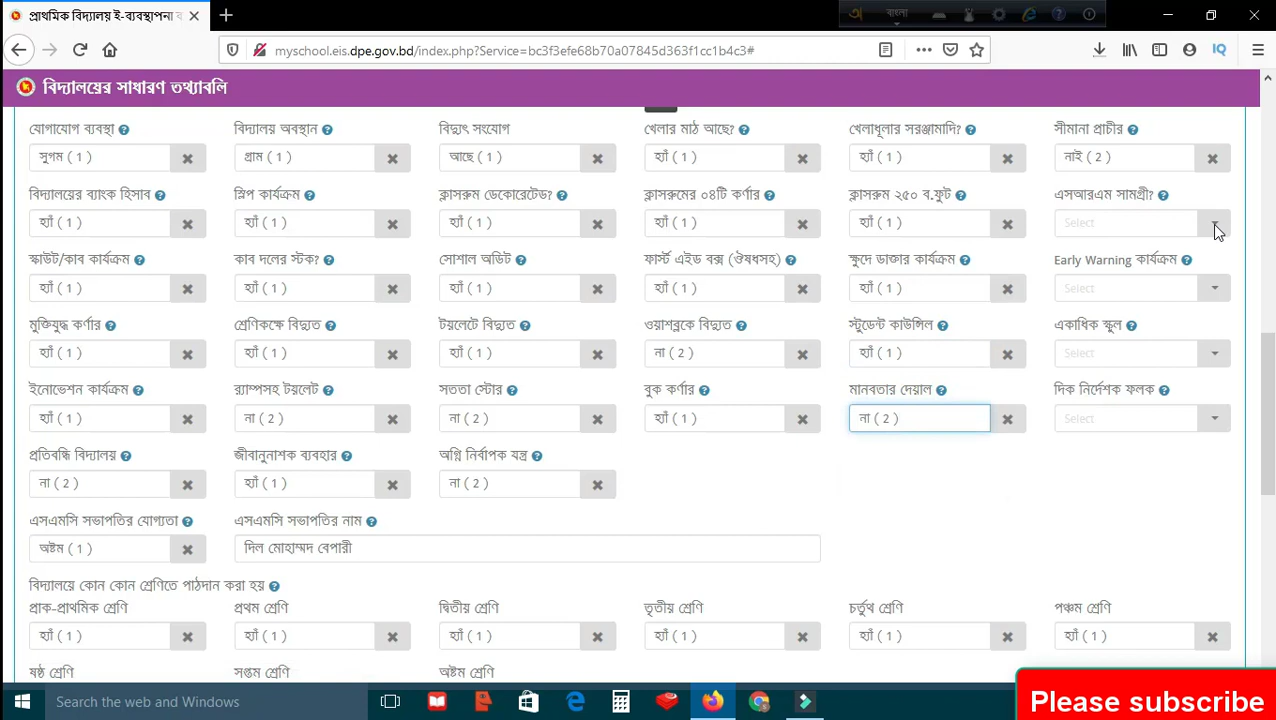 প্রাথমিক বিদ্যালয় ই-ব্যবস্থাপনা
বাংলা
myschool.eis.dpe.gov.bd/index.php?Service=bc3f3efe68b70a07845d363f1cc1b4c3#
বিদ্যালয়ের সাধারণ তথ্যাবলি
যোগাযোগ ব্যবস্থা বিদ্যালয় অবস্থান বিদ্যুৎ সংযোগ খেলার মাঠ আছে? খেলাধূলার সরঞ্জামাদি? সীমানা প্রাচীর
সুগম ( 1 ) গ্রাম ( 1 ) আছে ( 1 ) হ্যাঁ ( 1 ) হ্যাঁ ( 1 ) নাই ( 2 )
বিদ্যালয়ের ব্যাংক হিসাব স্লিপ কার্যক্রম ক্লাসরুম ডেকোরেটেড? ক্লাসরুমের ০৪টি কর্ণার ক্লাসরুম ২৫০ ব.ফুট এসআরএম সামগ্রী?
হ্যাঁ ( 1 ) হ্যাঁ ( 1 ) হ্যাঁ ( 1 ) হ্যাঁ ( 1 ) হ্যাঁ ( 1 ) Select
স্কাউট/কাব কার্যক্রম কাব দলের স্টক? সোশাল অডিট ফার্স্ট এইড বক্স (ঔষধসহ) ক্ষুদে ডাক্তার কার্যক্রম Early Warning কার্যক্রম
হ্যাঁ ( 1 ) হ্যাঁ ( 1 ) হ্যাঁ ( 1 ) হ্যাঁ ( 1 ) হ্যাঁ ( 1 ) Select
মুক্তিযুদ্ধ কর্ণার শ্রেণিকক্ষে বিদ্যুত টয়লেটে বিদ্যুত ওয়াশব্লকে বিদ্যুত স্টুডেন্ট কাউন্সিল একাধিক স্কুল
হ্যাঁ ( 1 ) হ্যাঁ ( 1 ) হ্যাঁ ( 1 ) না ( 2 ) হ্যাঁ ( 1 ) Select
ইনোভেশন কার্যক্রম র‍্যাম্পসহ টয়লেট সততা স্টোর বুক কর্ণার মানবতার দেয়াল দিক নির্দেশক ফলক
হ্যাঁ ( 1 ) না ( 2 ) না ( 2 ) হ্যাঁ ( 1 ) না ( 2 ) Select
প্রতিবন্ধি বিদ্যালয় জীবানুনাশক ব্যবহার অগ্নি নির্বাপক যন্ত্র
না ( 2 ) হ্যাঁ ( 1 ) না ( 2 )
এসএমসি সভাপতির যোগ্যতা এসএমসি সভাপতির নাম
অষ্টম ( 1 ) দিল মোহাম্মদ বেপারী
বিদ্যালয়ে কোন কোন শ্রেণিতে পাঠদান করা হয়
প্রাক-প্রাথমিক শ্রেণি প্রথম শ্রেণি দ্বিতীয় শ্রেণি তৃতীয় শ্রেণি চর্তুথ শ্রেণি পঞ্চম শ্রেণি
হ্যাঁ ( 1 ) হ্যাঁ ( 1 ) হ্যাঁ ( 1 ) হ্যাঁ ( 1 ) হ্যাঁ ( 1 ) হ্যাঁ ( 1 )
ষষ্ঠ শ্রেণি সপ্তম শ্রেণি অষ্টম শ্রেণি
Search the web and Windows
Please subscribe